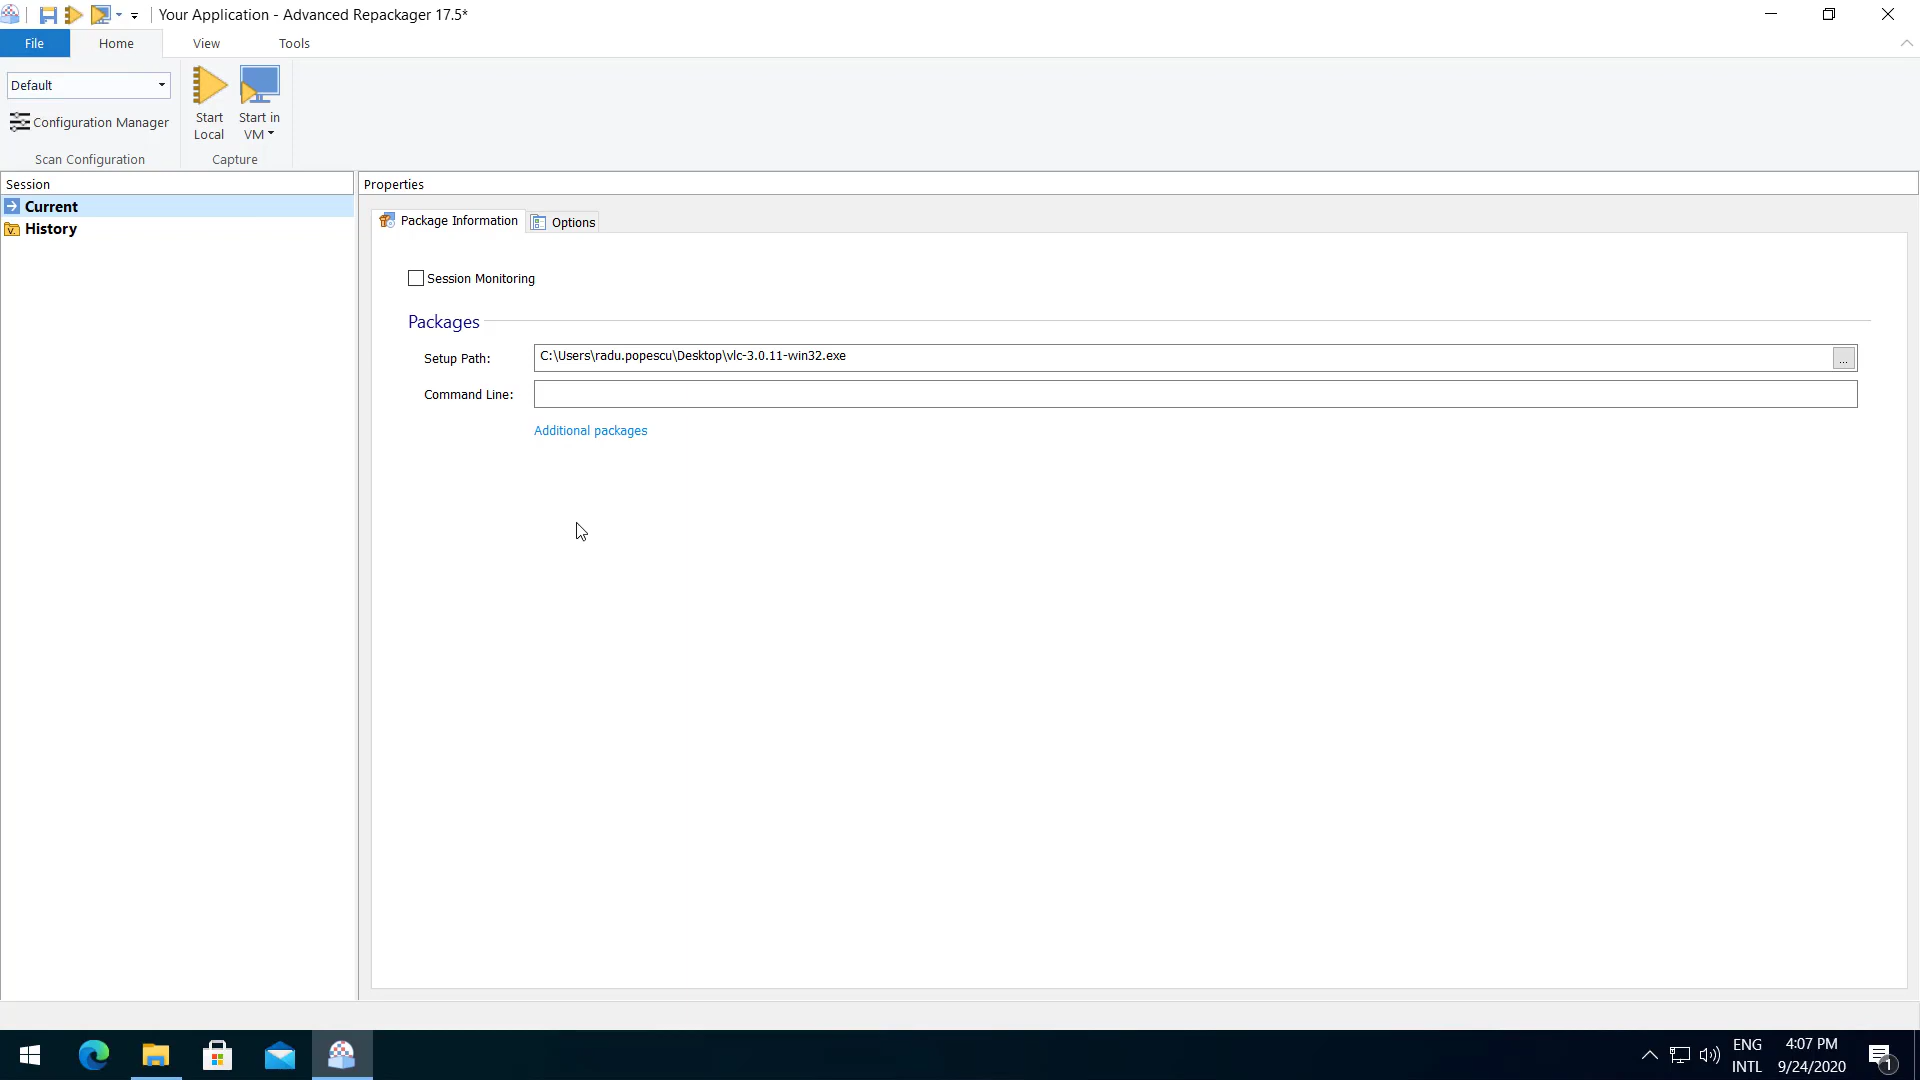 Your Application - Advanced Repackager 17.5*
File
Home
View
Tools
Default
Configuration Manager
Scan Configuration
Start
Local
Start in
VM
Capture
Session
Current
History
Properties
Package Information
Options
Session Monitoring
Packages
Setup Path:
C:\Users\radu.popescu\Desktop\vlc-3.0.11-win32.exe
...
Command Line:
Additional packages
ENG
INTL
4:07 PM
9/24/2020
1